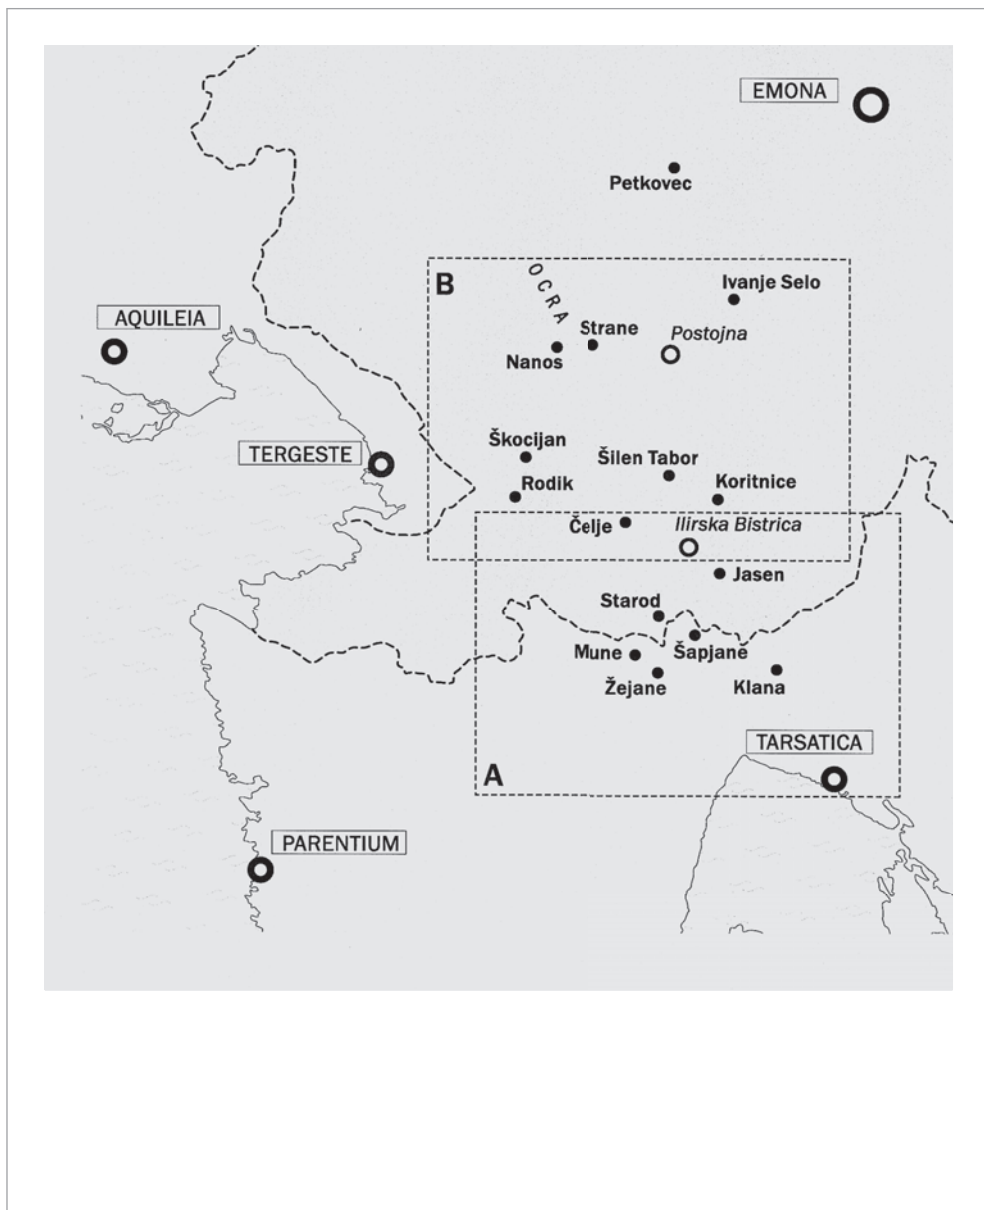 EMONA
Petkovec
B
OCRA
Ivanje Selo
AQUILEIA
Strane
Postojna
Nanos
Škocijan
TERGESTE
Šilen Tabor
Rodik
Koritnice
Čelje
Ilirska Bistrica
Jasen
Starod
Mune
Šapjane
Žejane
Klana
TARSATICA
A
PARENTIUM